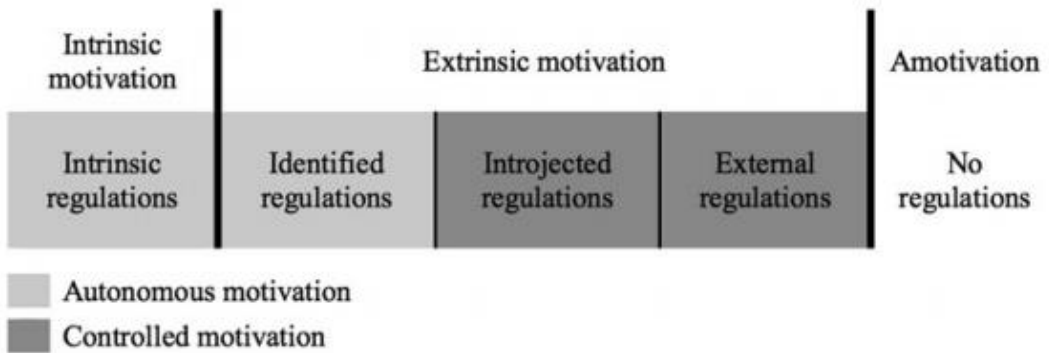 Intrinsic
motivation
Extrinsic motivation
Amotivation
Intrinsic
regulations
Identified
regulations
Introjected
regulations
External
regulations
No
regulations
Autonomous motivation
Controlled motivation